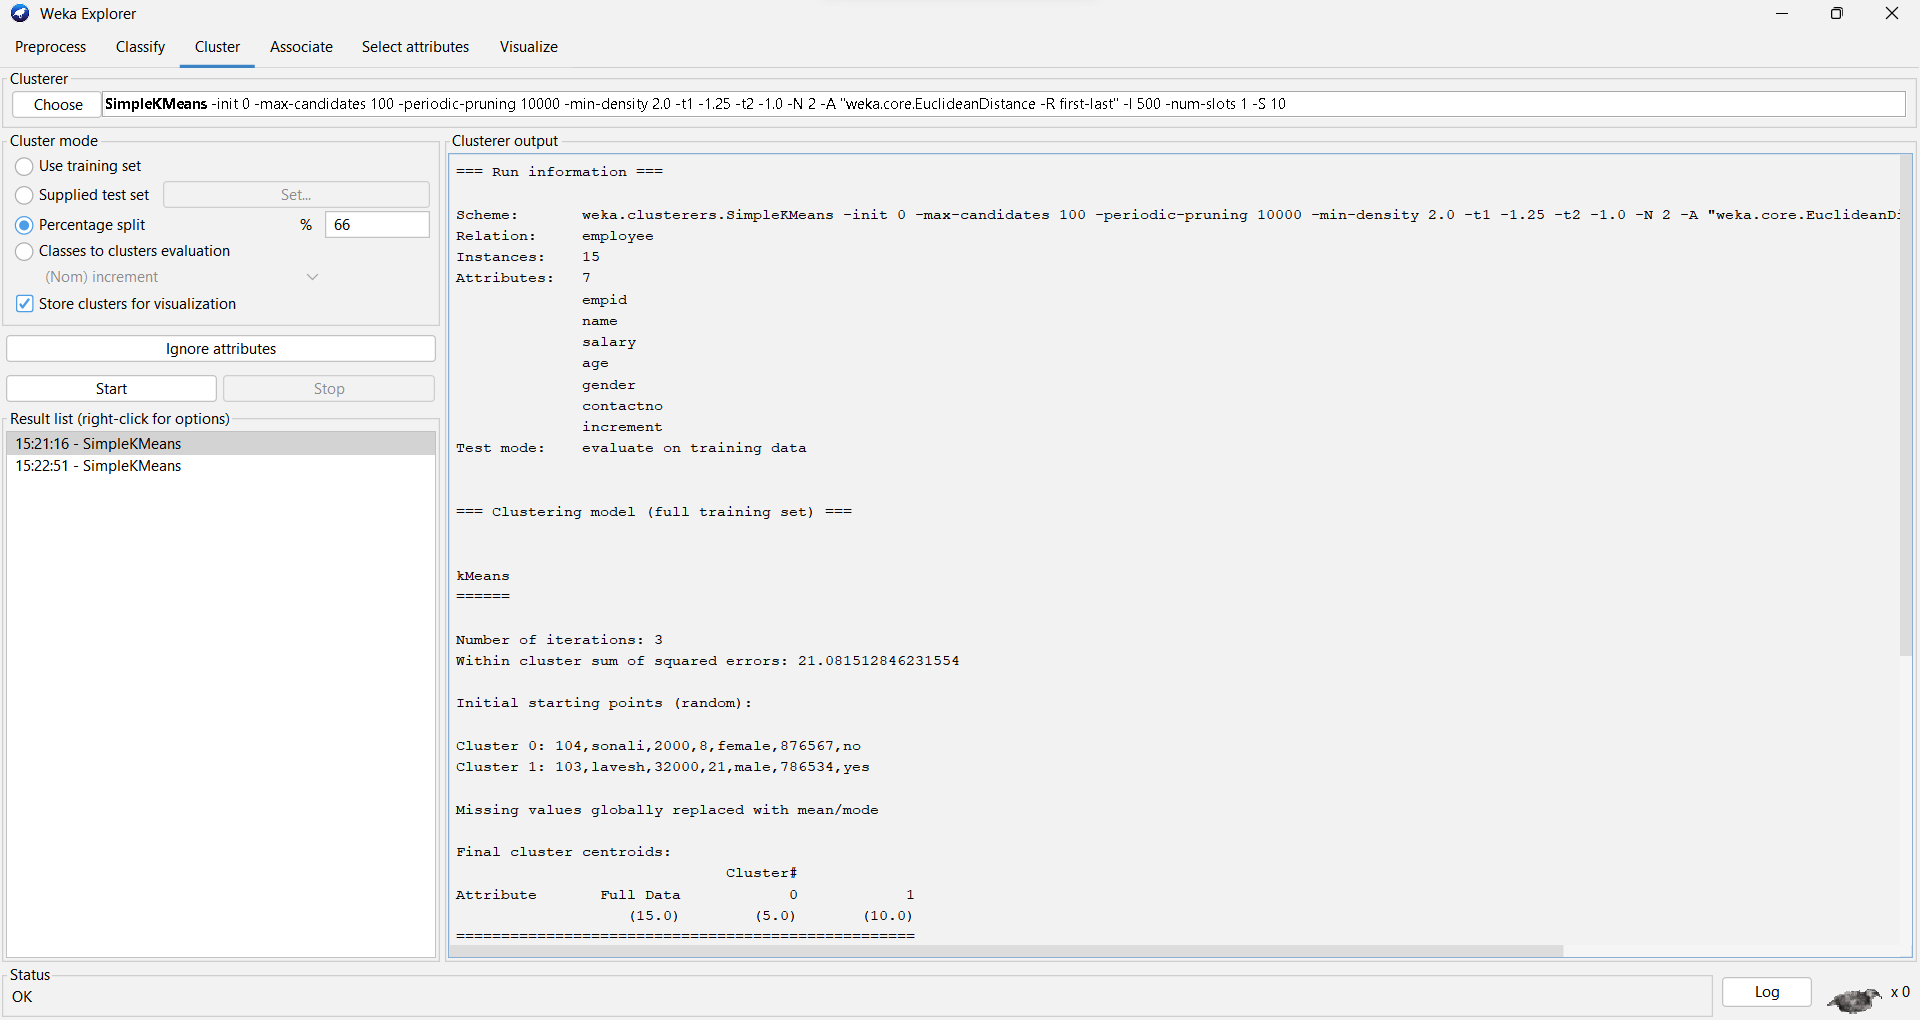 Weka Explorer
Preprocess Classify Cluster Associate Select attributes Visualize
Clusterer
Choose SimpleKMeans -init 0 -max-candidates 100 -periodic-pruning 10000 -min-density 2.0 -t1 -1.25 -t2 -1.0 -N 2 -A "weka.core.EuclideanDistance -R first-last" -I 500 -num-slots 1 -S 10
Cluster mode
Use training set
Supplied test set Set...
Percentage split % 66
Classes to clusters evaluation
(Nom) increment
Store clusters for visualization
Ignore attributes
Start Stop
Result list (right-click for options)
15:21:16 - SimpleKMeans
15:22:51 - SimpleKMeans
Clusterer output
=== Run information ===
Scheme: weka.clusterers.SimpleKMeans -init 0 -max-candidates 100 -periodic-pruning 10000 -min-density 2.0 -t1 -1.25 -t2 -1.0 -N 2 -A "weka.core.EuclideanD
Relation: employee
Instances: 15
Attributes: 7
empid
name
salary
age
gender
contactno
increment
Test mode: evaluate on training data
=== Clustering model (full training set) ===
kMeans
======
Number of iterations: 3
Within cluster sum of squared errors: 21.081512846231554
Initial starting points (random):
Cluster 0: 104,sonali,2000,8,female,876567,no
Cluster 1: 103,lavesh,32000,21,male,786534,yes
Missing values globally replaced with mean/mode
Final cluster centroids:
Cluster#
Attribute Full Data 0 1
(15.0) (5.0) (10.0)
===================================================
Status
OK
Log x 0